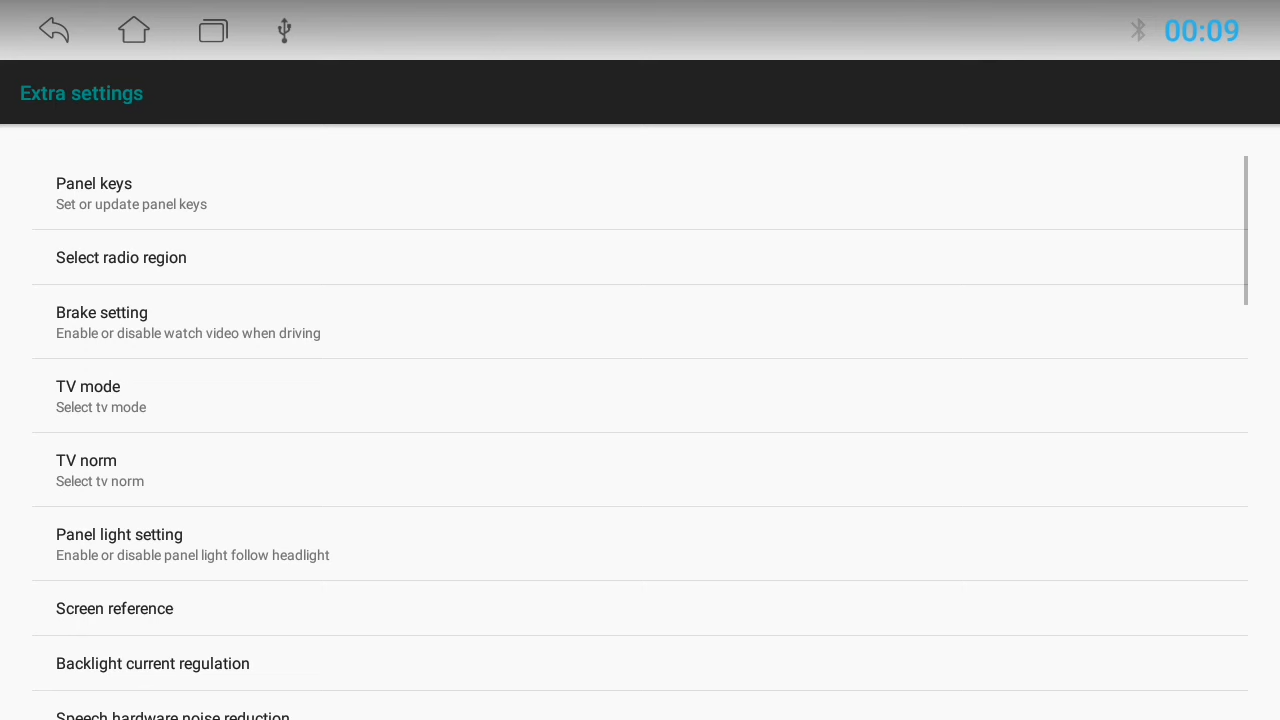 00:09
Extra settings
Panel keys
Set or update panel keys
Select radio region
Brake setting
Enable or disable watch video when driving
TV mode
Select tv mode
TV norm
Select tv norm
Panel light setting
Enable or disable panel light follow headlight
Screen reference
Backlight current regulation
Speech hardware noise reduction